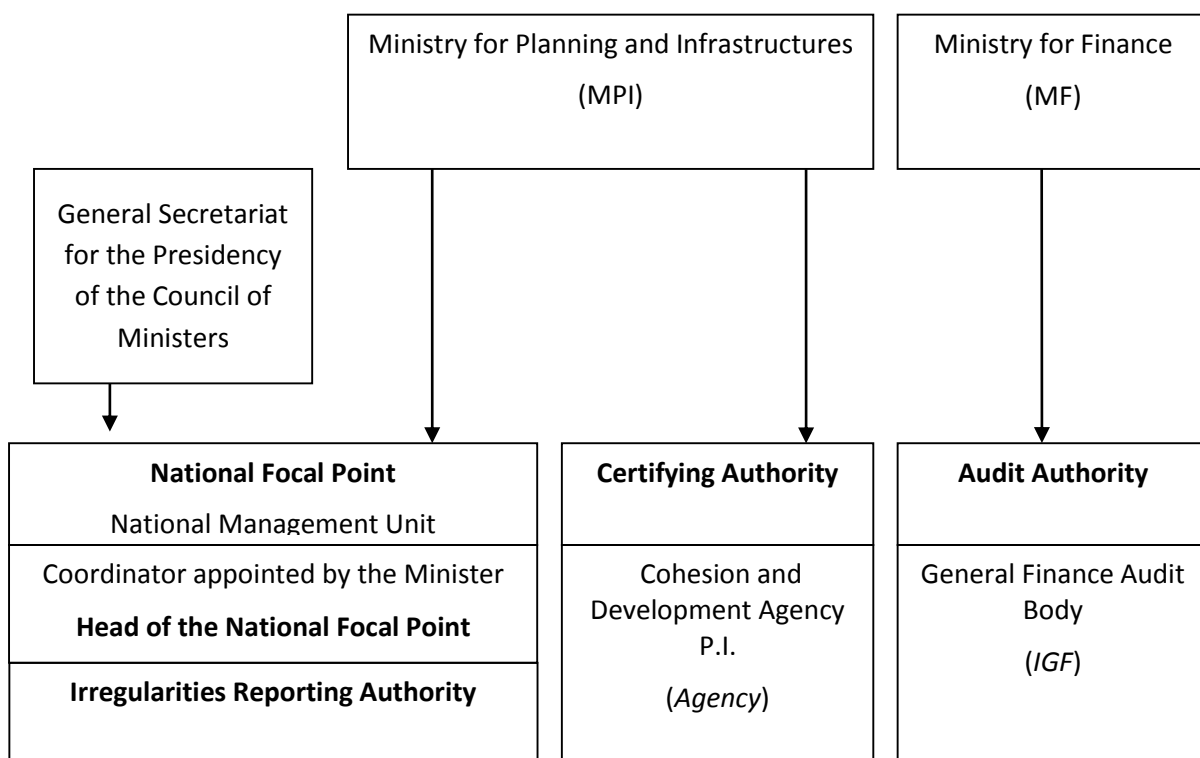 Ministry for Planning and Infrastructures
(MPI)
Ministry for Finance
(MF)
General Secretariat
for the Presidency
of the Council of
Ministers
National Focal Point
National Management Unit
Coordinator appointed by the Minister
Head of the National Focal Point
Irregularities Reporting Authority
Certifying Authority
Cohesion and
Development Agency
P.I.
(Agency)
Audit Authority
General Finance Audit
Body
(IGF)